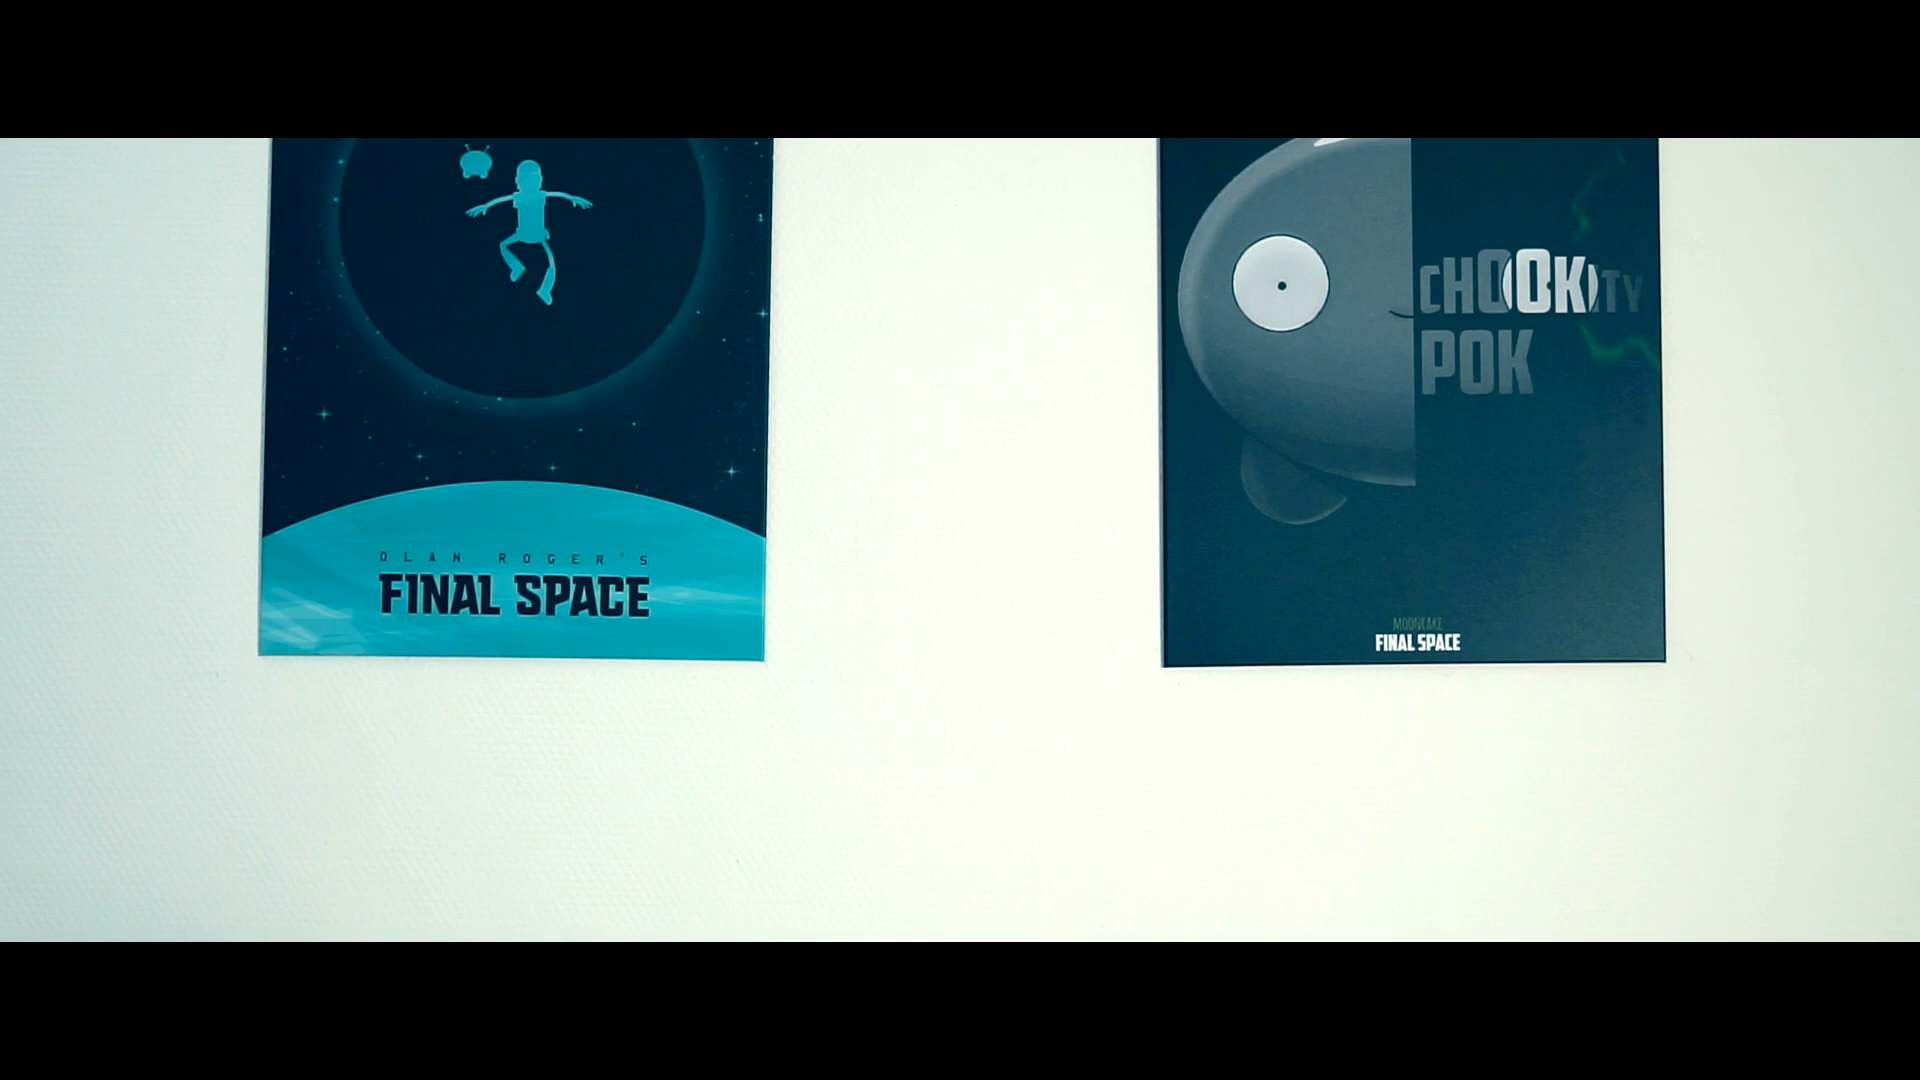 OLAN ROGER'S
FINAL SPACE
CHOOKITY
POK
MOONCAKE
FINAL SPACE